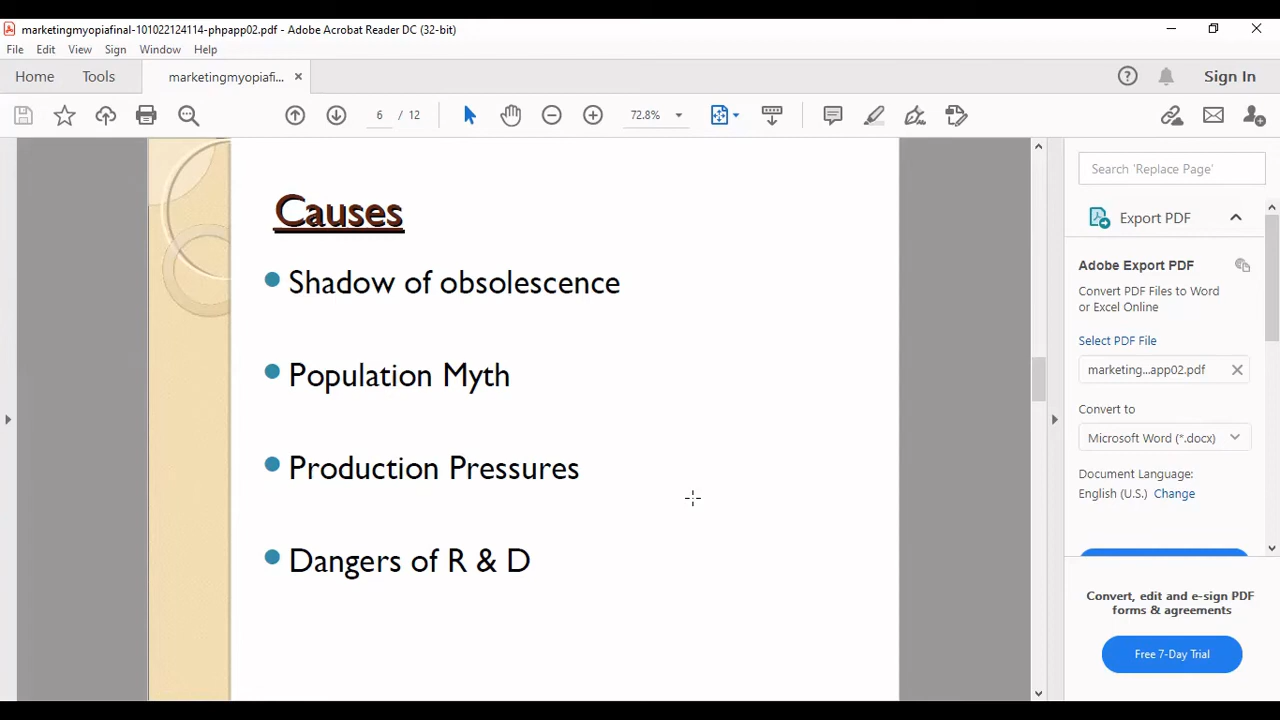 marketingmyopiafinal-101022124114-phpapp02.pdf - Adobe Acrobat Reader DC (32-bit)
File Edit View Sign Window Help
Home Tools marketingmyopiafi... × Sign In
6 / 12 72.8%
Causes
Shadow of obsolescence
Population Myth
Production Pressures
Dangers of R & D
Search 'Replace Page'
Export PDF
Adobe Export PDF
Convert PDF Files to Word
or Excel Online
Select PDF File
marketing...app02.pdf
Convert to
Microsoft Word (*.docx)
Document Language:
English (U.S.) Change
Convert, edit and e-sign PDF
forms & agreements
Free 7-Day Trial